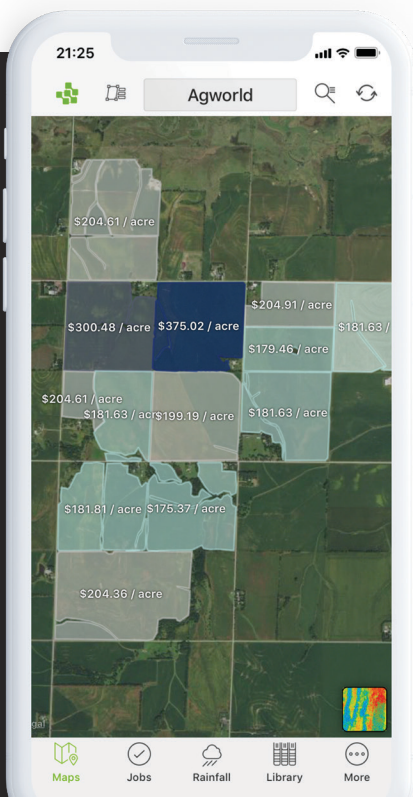 21:25
Agworld
$204.61 / acre
$204.91 / acre
$300.48 / acre
$375.02 / acre
$181.63 /
$179.46 / acre
$204.61 / acre
$181.63 / acr
$199.19 / acre
$181.63 / acre
$181.81 / acre
$175.37 / acre
$204.36 / acre
gal
Maps
Jobs
Rainfall
Library
More